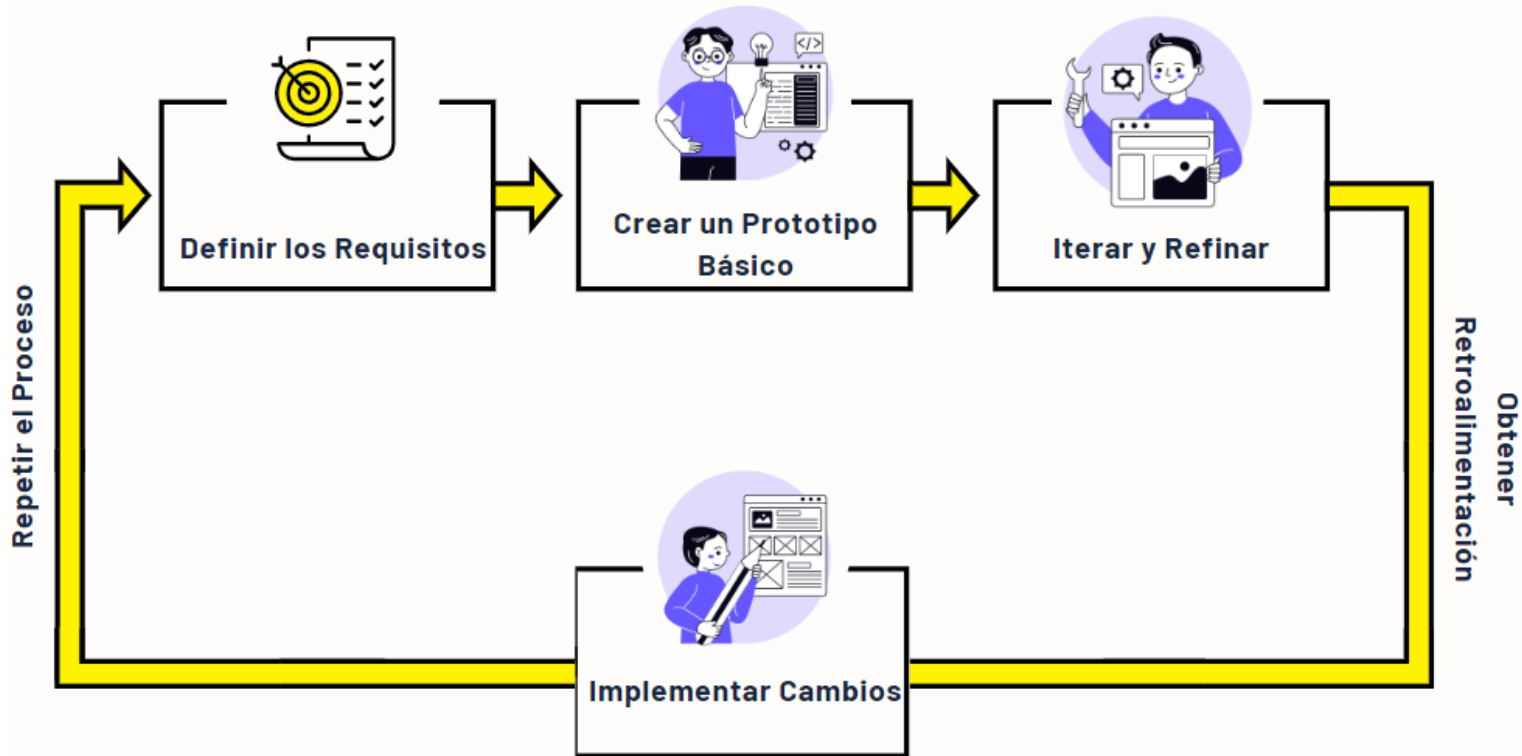 </>
Definir los Requisitos
Crear un Prototipo
Básico
Iterar y Refinar
Obtener
Retroalimentación
Implementar Cambios
Repetir el Proceso